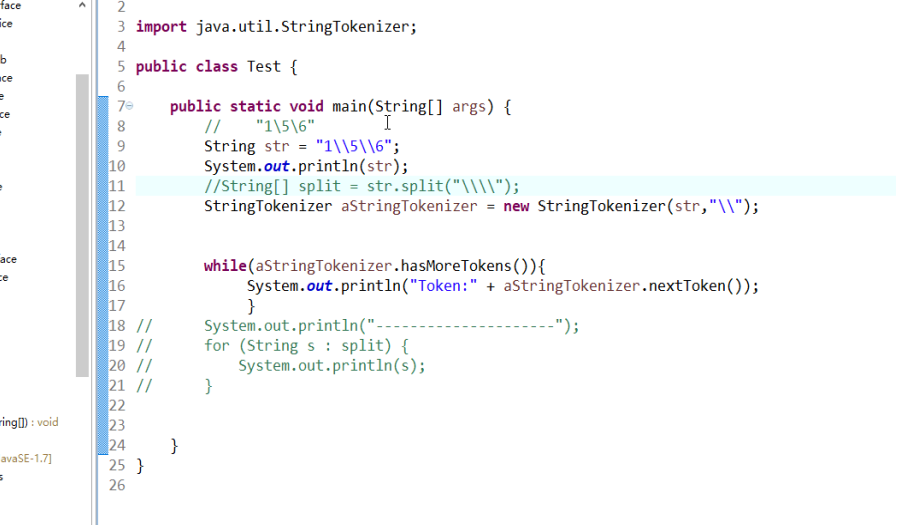 face
ice
b
ace
e
ce
e
ace
ce
ring[]) : void
avaSE-1.7]
s
2
3 import java.util.StringTokenizer;
4
5 public class Test {
6
7 public static void main(String[] args) {
8 // "1\5\6"
9 String str = "1\\5\\6";
10 System.out.println(str);
11 //String[] split = str.split("\\\\");
12 StringTokenizer aStringTokenizer = new StringTokenizer(str,"\\");
13
14
15 while(aStringTokenizer.hasMoreTokens()){
16 System.out.println("Token:" + aStringTokenizer.nextToken());
17 }
18 // System.out.println("---------------------");
19 // for (String s : split) {
20 // System.out.println(s);
21 // }
22
23
24 }
25 }
26